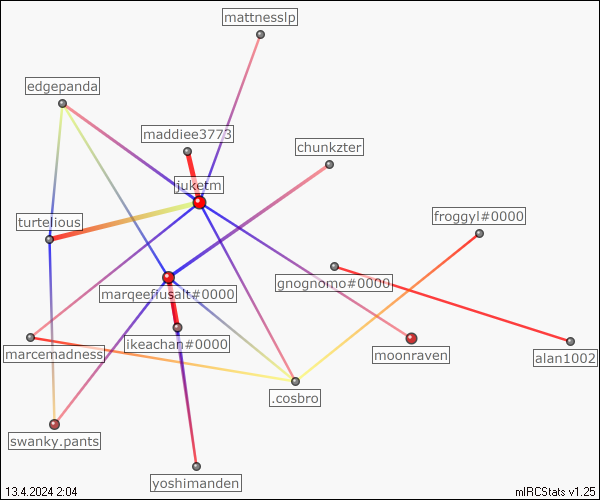 mattnesslp
edgepanda
maddiee3773
chunkzter
juketm
froggyl#0000
turtelious
gnognomo#0000
marqeefiusalt#0000
ikeachan#0000
marcemadness
moonraven
alan1002
.cosbro
swanky.pants
yoshimanden
13.4.2024 2:04
mIRCStats v1.25